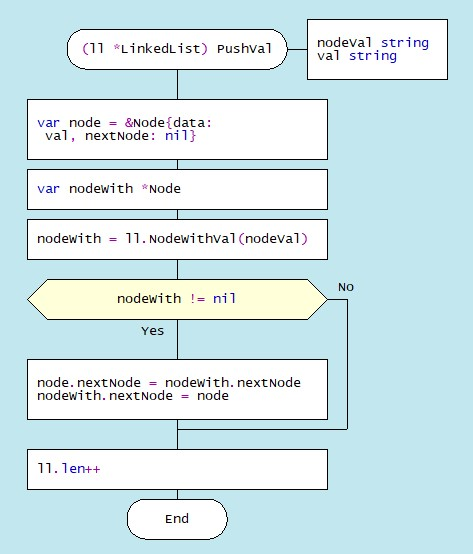 (ll *LinkedList) PushVal
nodeVal string
val string
var node = &Node{data:
val, nextNode: nil}
var nodeWith *Node
nodeWith = ll.NodeWithVal(nodeVal)
nodeWith != nil
No
Yes
node.nextNode = nodeWith.nextNode
nodeWith.nextNode = node
ll.len++
End